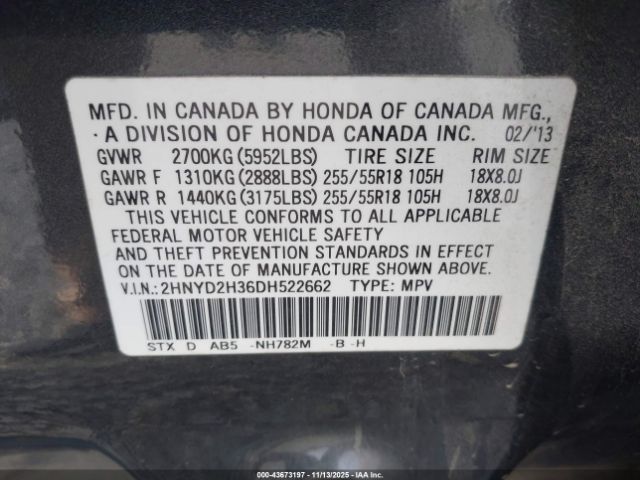 MFD. IN CANADA BY HONDA OF CANADA MFG.,
A DIVISION OF HONDA CANADA INC. 02/'13
GVWR 2700KG (5952LBS) TIRE SIZE RIM SIZE
GAWR F 1310KG (2888LBS) 255/55R18 105H 18X8.0J
GAWR R 1440KG (3175LBS) 255/55R18 105H 18X8.0J
THIS VEHICLE CONFORMS TO ALL APPLICABLE
FEDERAL MOTOR VEHICLE SAFETY
AND THEFT PREVENTION STANDARDS IN EFFECT
ON THE DATE OF MANUFACTURE SHOWN ABOVE.
V.I.N.: 2HNYD2H36DH522662 TYPE: MPV
STX D AB5 -NH782M -B -H
© IAA - 43673197 - 11/13/2025 - IAAI.COM